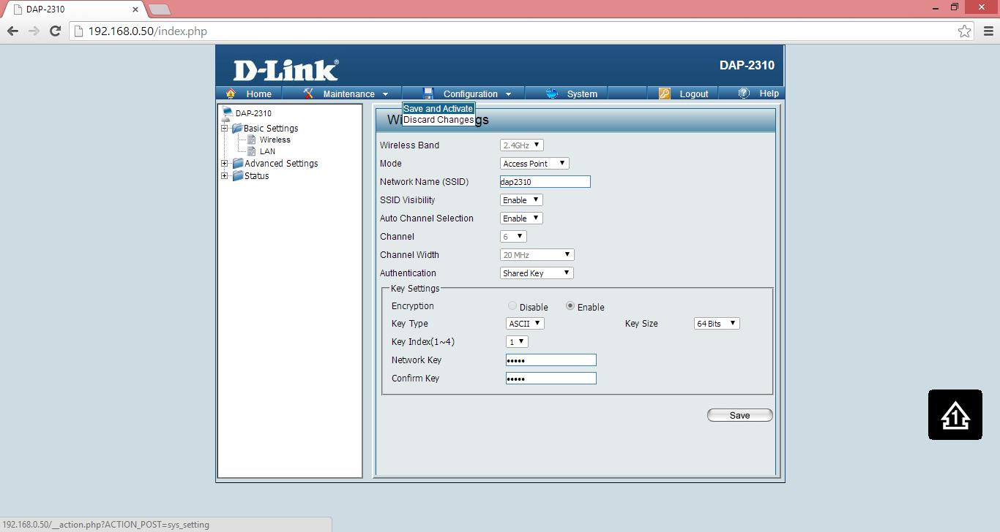 DAP-2310
192.168.0.50/index.php
D-Link®
DAP-2310
Home Maintenance Configuration System Logout Help
Save and Activate
Discard Changes
DAP-2310
Basic Settings
Wireless
LAN
Advanced Settings
Status
Wi gs
Wireless Band 2.4GHz
Mode Access Point
Network Name (SSID) dap2310
SSID Visibility Enable
Auto Channel Selection Enable
Channel 6
Channel Width 20 MHz
Authentication Shared Key
Key Settings
Encryption Disable Enable
Key Type ASCII Key Size 64 Bits
Key Index(1~4) 1
Network Key •••••
Confirm Key •••••
Save
1
192.168.0.50/__action.php?ACTION_POST=sys_setting